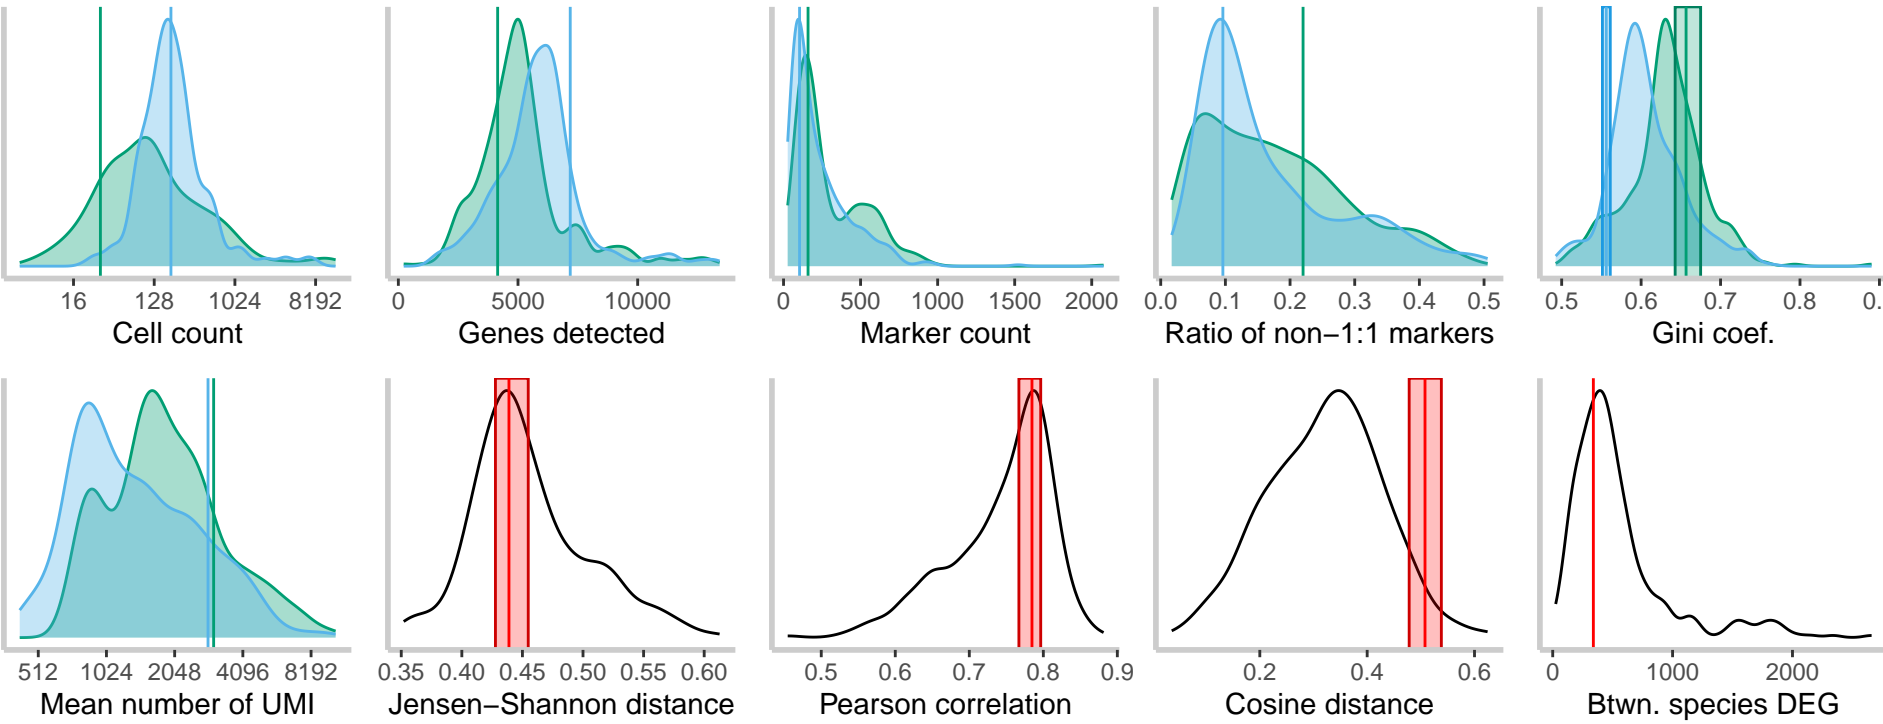 16 128 1024 8192
Cell count
0 5000 10000
Genes detected
0 500 1000 1500 2000
Marker count
0.0 0.1 0.2 0.3 0.4 0.5
Ratio of non−1:1 markers
0.5 0.6 0.7 0.8 0.
Gini coef.
512 1024 2048 4096 8192
Mean number of UMI
0.35 0.40 0.45 0.50 0.55 0.60
Jensen−Shannon distance
0.5 0.6 0.7 0.8 0.9
Pearson correlation
0.2 0.4 0.6
Cosine distance
0 1000 2000
Btwn. species DEG